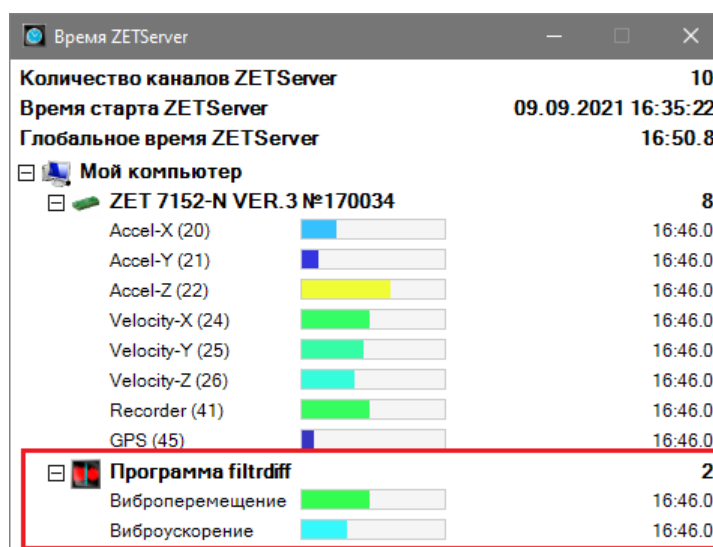 Время ZETServer
Количество каналов ZETServer 10
Время старта ZETServer 09.09.2021 16:35:22
Глобальное время ZETServer 16:50.8
Мой компьютер
ZET 7152-N VER.3 №170034 8
Accel-X (20) 16:46.0
Accel-Y (21) 16:46.0
Accel-Z (22) 16:46.0
Velocity-X (24) 16:46.0
Velocity-Y (25) 16:46.0
Velocity-Z (26) 16:46.0
Recorder (41) 16:46.0
GPS (45) 16:46.0
Программа filtrdiff 2
Виброперемещение 16:46.0
Виброускорение 16:46.0